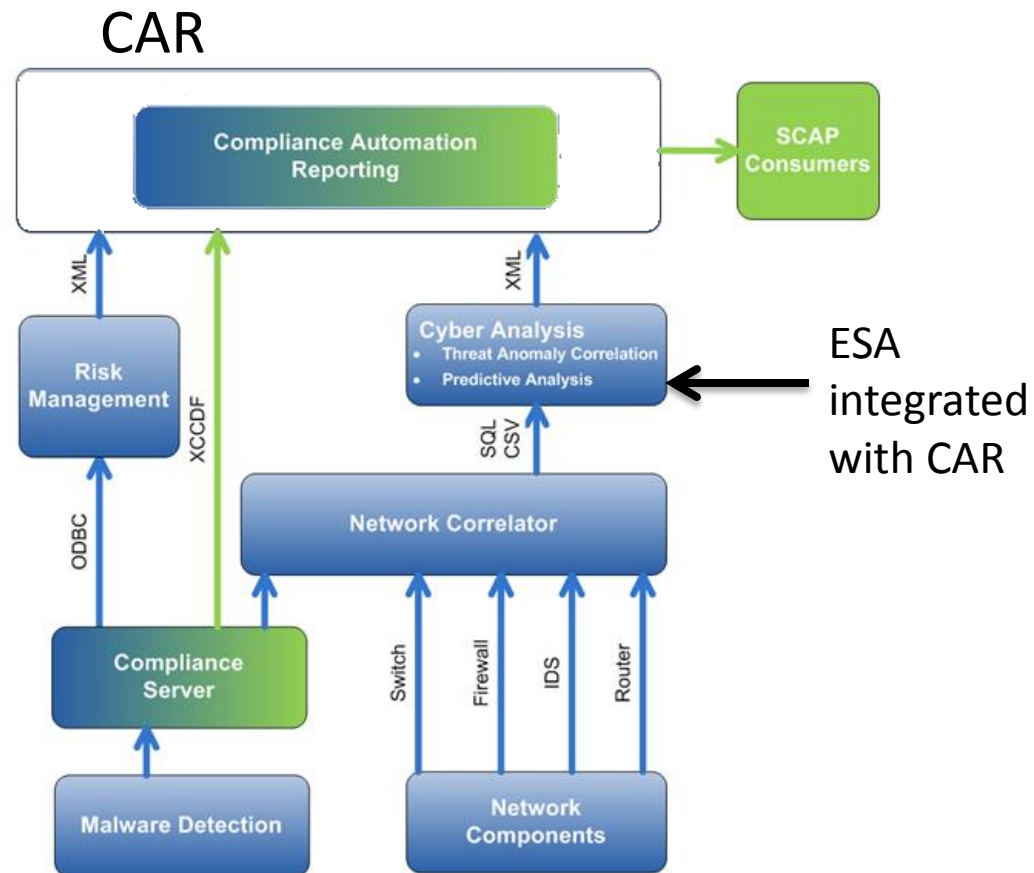 CAR
Compliance Automation
Reporting
SCAP
Consumers
XML
XCCDF
XML
Risk
Management
Cyber Analysis
• Threat Anomaly Correlation
• Predictive Analysis
ESA
integrated
with CAR
SQL
CSV
ODBC
Network Correlator
Compliance
Server
Switch
Firewall
IDS
Router
Malware Detection
Network
Components